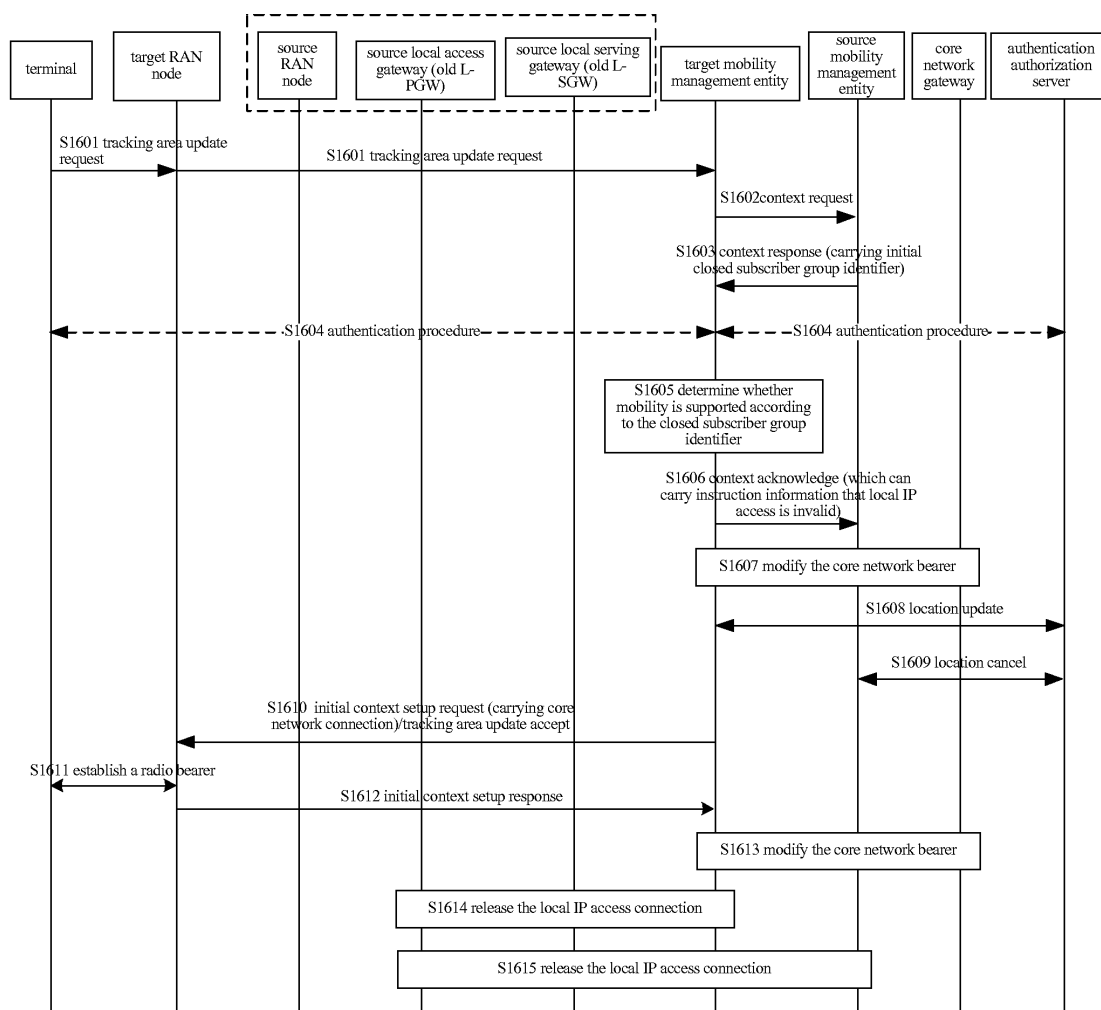 terminal
target RAN
node
source
RAN
node
source local access
gateway (old L-
PGW)
source local serving
gateway (old L-
SGW)
target mobility
management entity
source
mobility
management
entity
core
network
gateway
authentication
authorization
server
S1601 tracking area update
request
S1601 tracking area update request
S1602context request
S1603 context response (carrying initial
closed subscriber group identifier)
S1604 authentication procedure
S1604 authentication procedure
S1605 determine whether
mobility is supported according
to the closed subscriber group
identifier
S1606 context acknowledge (which can
carry instruction information that local IP
access is invalid)
S1607 modify the core network bearer
S1608 location update
S1609 location cancel
S1610 initial context setup request (carrying core
network connection)/tracking area update accept
S1611 establish a radio bearer
S1612 initial context setup response
S1613 modify the core network bearer
S1614 release the local IP access connection
S1615 release the local IP access connection